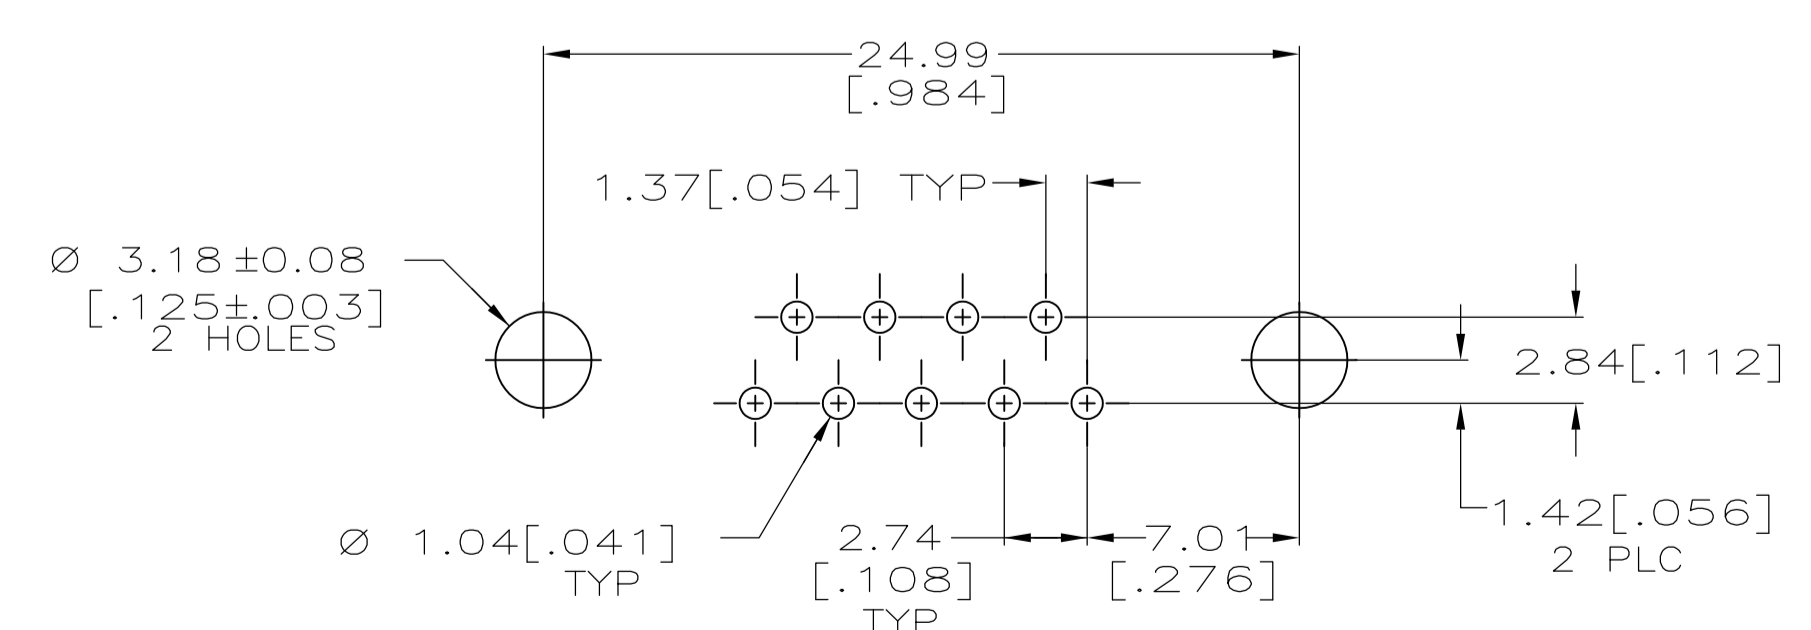 24.99
[.984]
1.37[.054] TYP
Ø 3.18±0.08
[.125±.003]
2 HOLES
2.84[.112]
1.42[.056]
2 PLC
Ø 1.04[.041]
TYP
2.74
[.108]
TYP
7.01
[.276]